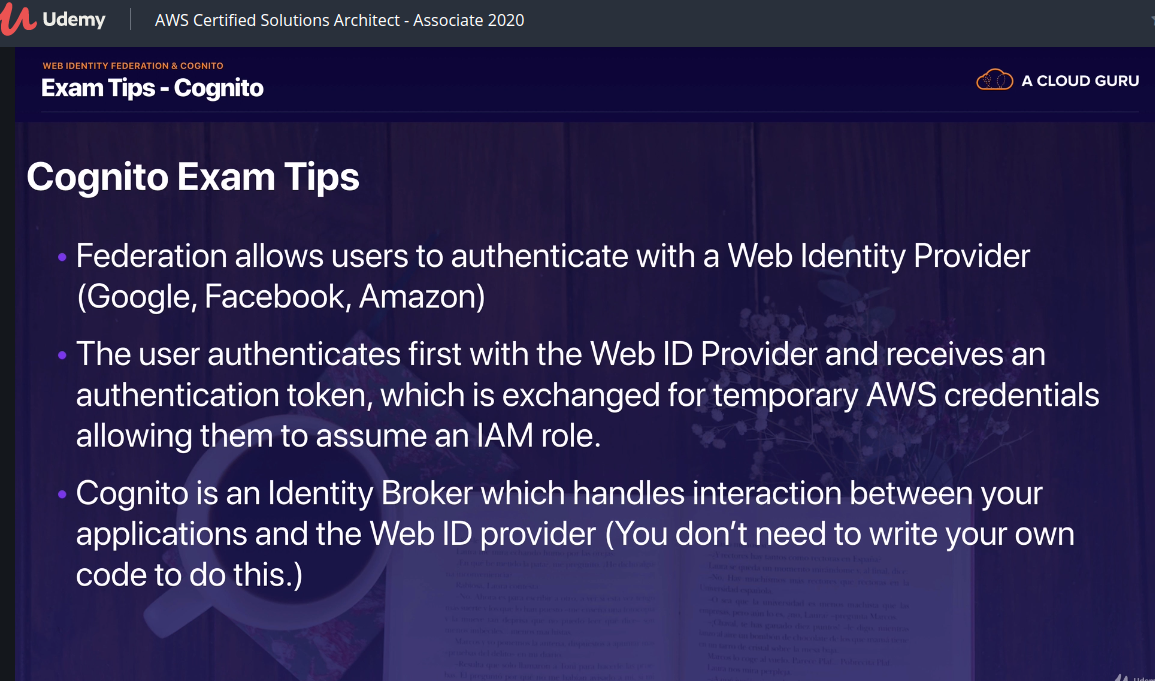 Udemy
AWS Certified Solutions Architect - Associate 2020
WEB IDENTITY FEDERATION & COGNITO
Exam Tips - Cognito
A CLOUD GURU
Cognito Exam Tips
• Federation allows users to authenticate with a Web Identity Provider
(Google, Facebook, Amazon)
• The user authenticates first with the Web ID Provider and receives an
authentication token, which is exchanged for temporary AWS credentials
allowing them to assume an IAM role.
• Cognito is an Identity Broker which handles interaction between your
applications and the Web ID provider (You don’t need to write your own
code to do this.)